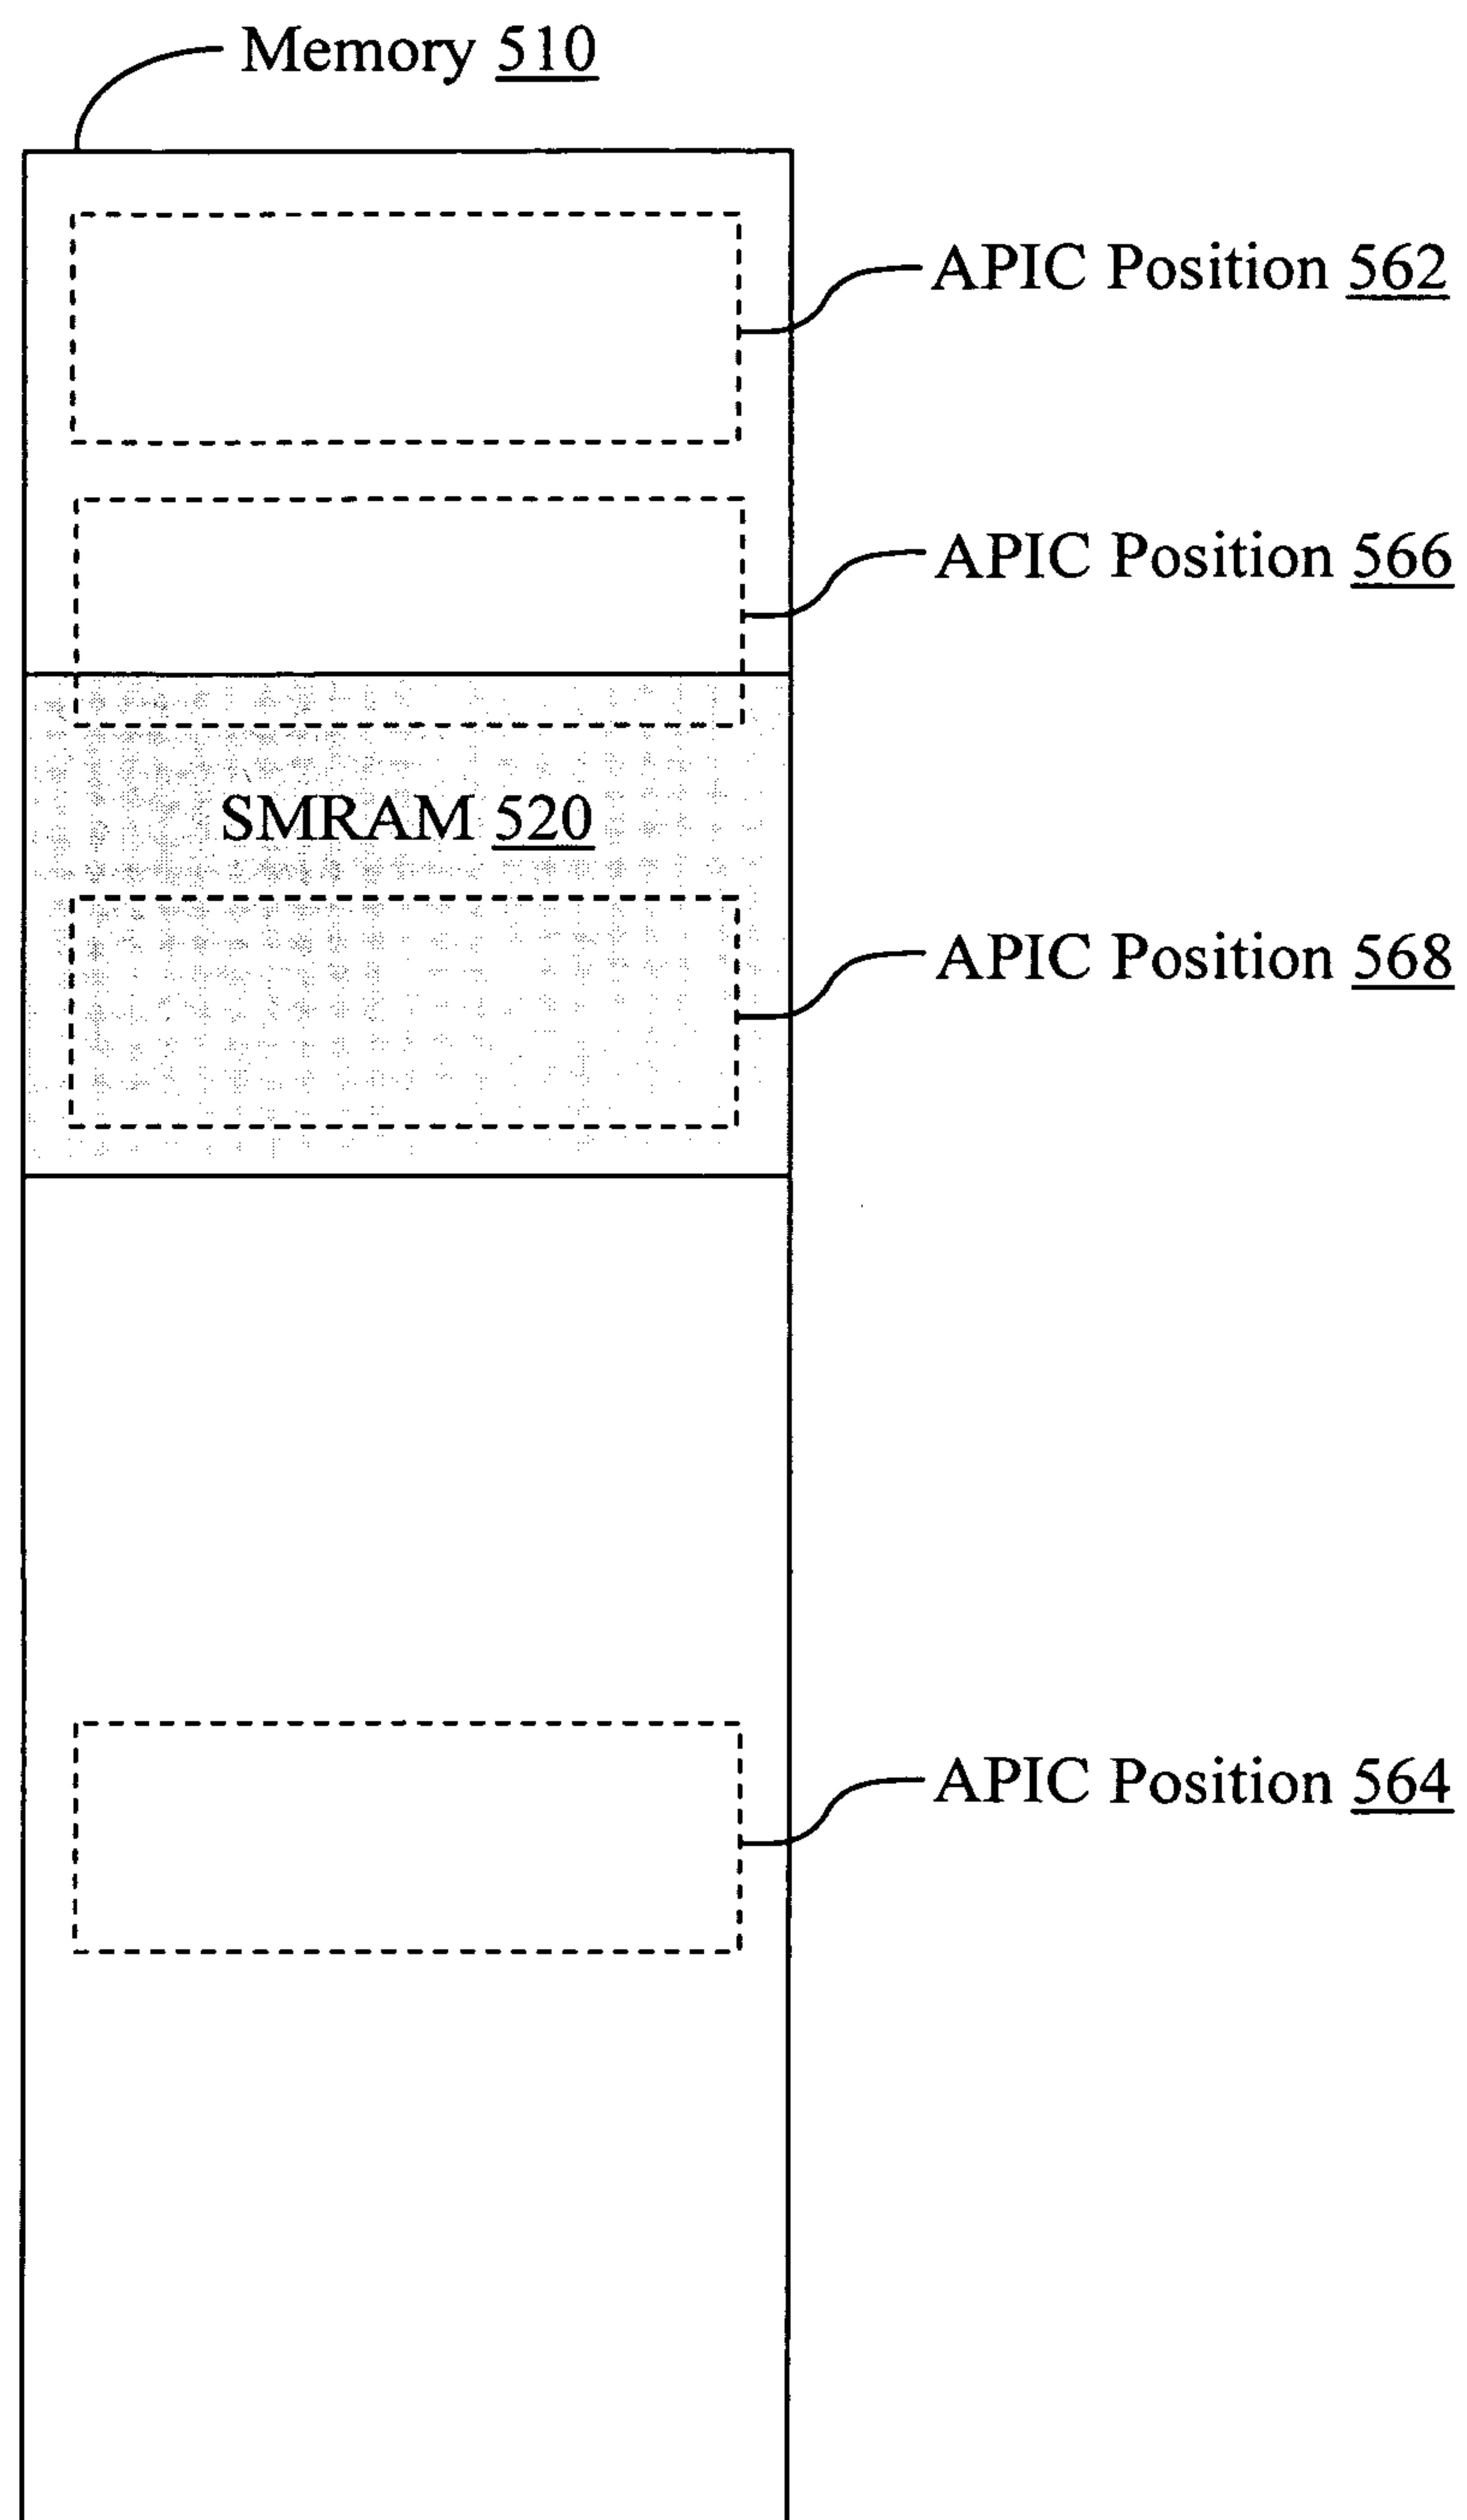 Memory 510
APIC Position 562
APIC Position 566
SMRAM 520
APIC Position 568
APIC Position 564